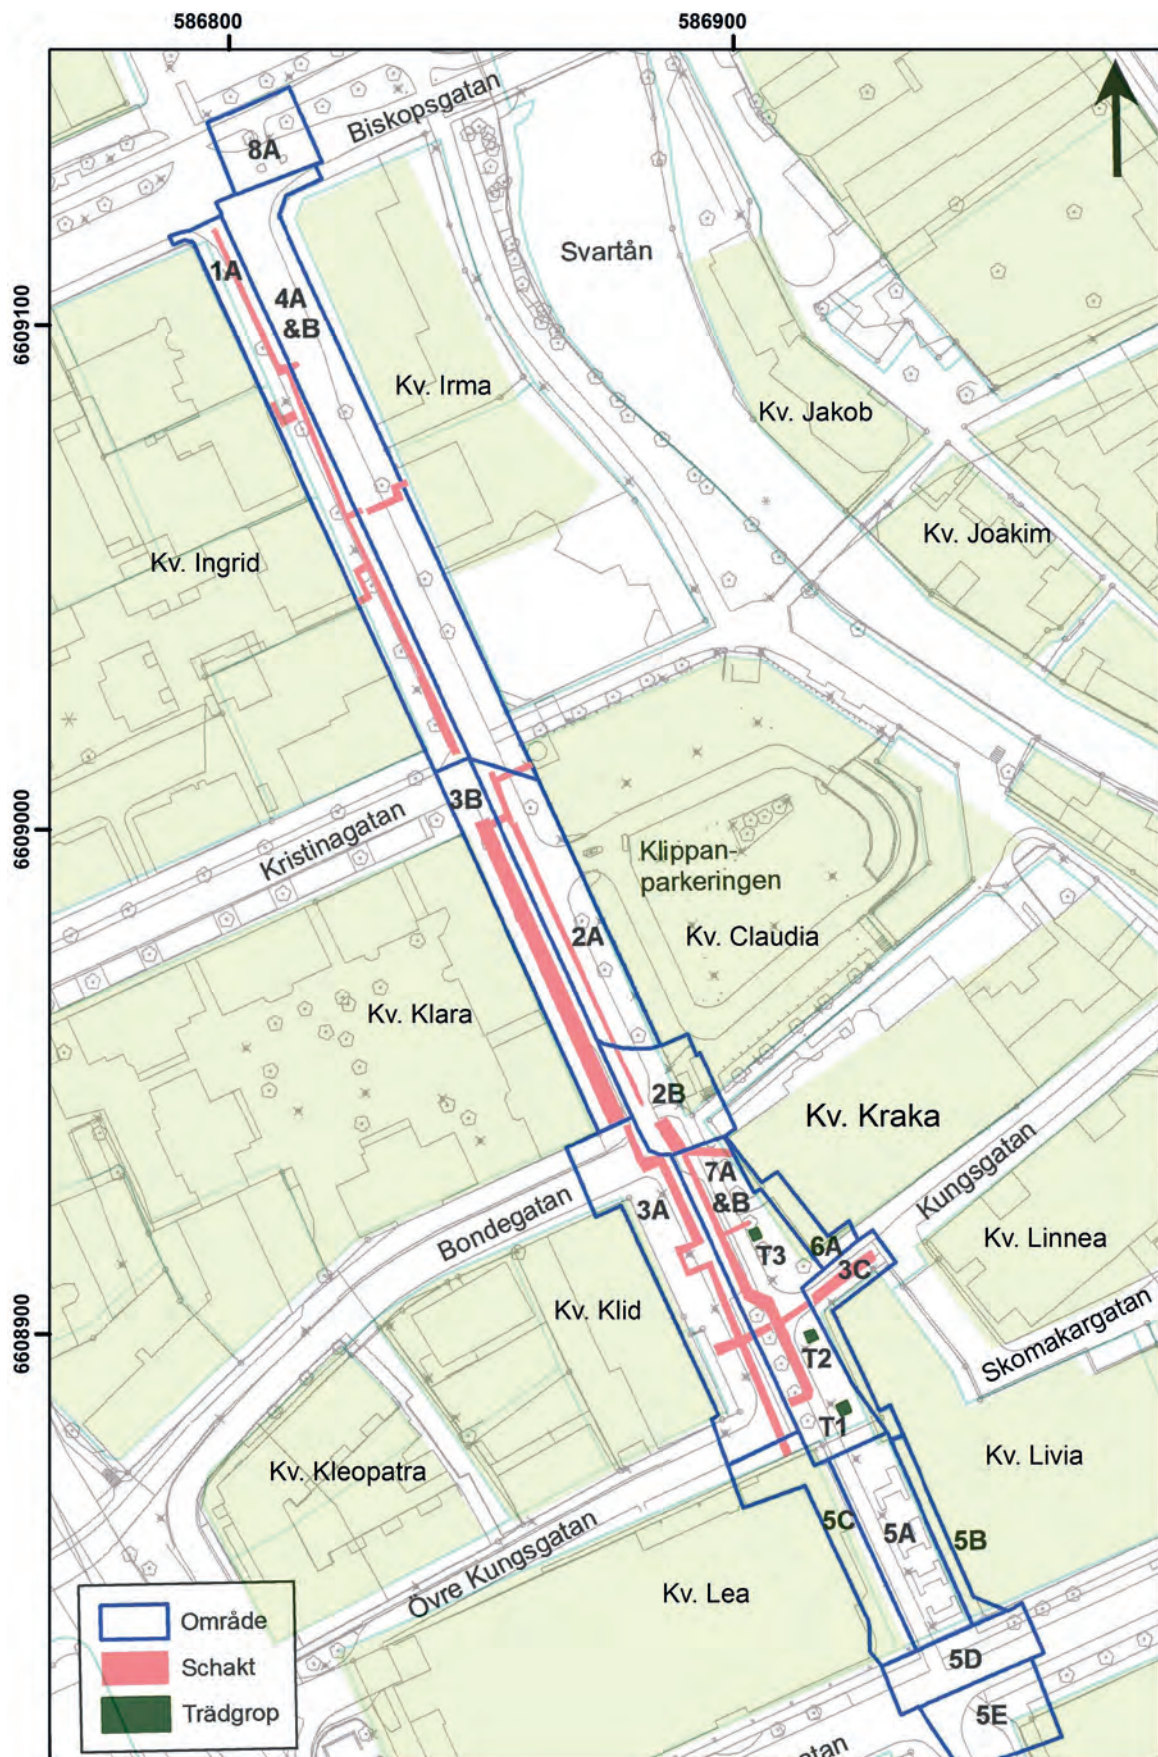 586800
586900
Biskopsgatan
8A
Svartån
1A
4A
&B
6609100
Kv. Irma
Kv. Jakob
Kv. Joakim
Kv. Ingrid
3B
6609000
Kristinagatan
Klippan-
parkeringen
2A
Kv. Claudia
Kv. Klara
2B
Kv. Kraka
7A
&B
Kungsgatan
3A
Bondegatan
T3
6A
Kv. Linnea
3C
Kv. Klid
6608900
Skomakargatan
T2
T1
Kv. Livia
Kv. Kleopatra
5C
5A
5B
Övre Kungsgatan
Kv. Lea
Område
Schakt
Trädgrop
5D
5E